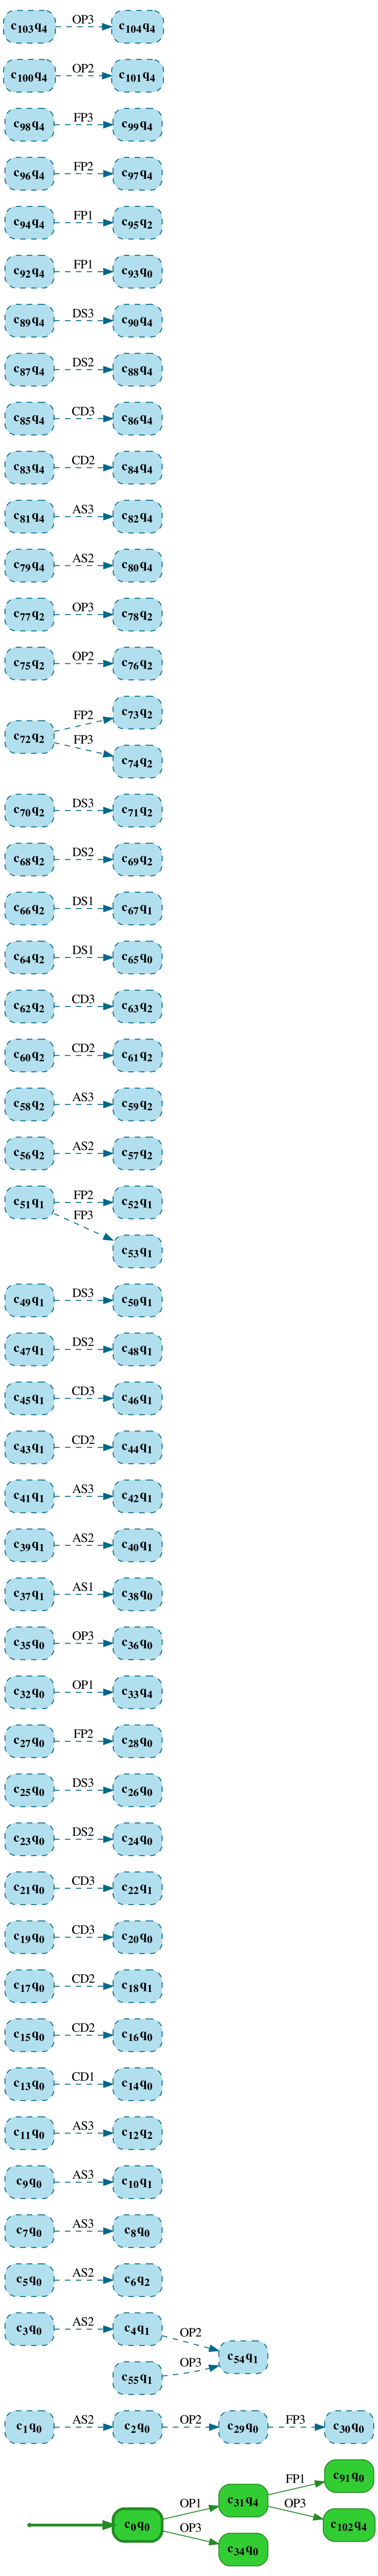 c103q4 OP3 c104q4
c100q4 OP2 c101q4
c98q4 FP3 c99q4
c96q4 FP2 c97q4
c94q4 FP1 c95q2
c92q4 FP1 c93q0
c89q4 DS3 c90q4
c87q4 DS2 c88q4
c85q4 CD3 c86q4
c83q4 CD2 c84q4
c81q4 AS3 c82q4
c79q4 AS2 c80q4
c77q2 OP3 c78q2
c75q2 OP2 c76q2
c72q2 FP2 c73q2
FP3 c74q2
c70q2 DS3 c71q2
c68q2 DS2 c69q2
c66q2 DS1 c67q1
c64q2 DS1 c65q0
c62q2 CD3 c63q2
c60q2 CD2 c61q2
c58q2 AS3 c59q2
c56q2 AS2 c57q2
c51q1 FP2 c52q1
FP3 c53q1
c49q1 DS3 c50q1
c47q1 DS2 c48q1
c45q1 CD3 c46q1
c43q1 CD2 c44q1
c41q1 AS3 c42q1
c39q1 AS2 c40q1
c37q1 AS1 c38q0
c35q0 OP3 c36q0
c32q0 OP1 c33q4
c27q0 FP2 c28q0
c25q0 DS3 c26q0
c23q0 DS2 c24q0
c21q0 CD3 c22q1
c19q0 CD3 c20q0
c17q0 CD2 c18q1
c15q0 CD2 c16q0
c13q0 CD1 c14q0
c11q0 AS3 c12q2
c9q0 AS3 c10q1
c7q0 AS3 c8q0
c5q0 AS2 c6q2
c3q0 AS2 c4q1 OP2 c54q1
c55q1 OP3
c1q0 AS2 c2q0 OP2 c29q0 FP3 c30q0
c0q0 OP1 c31q4 FP1 c91q0
OP3 c102q4
OP3 c34q0